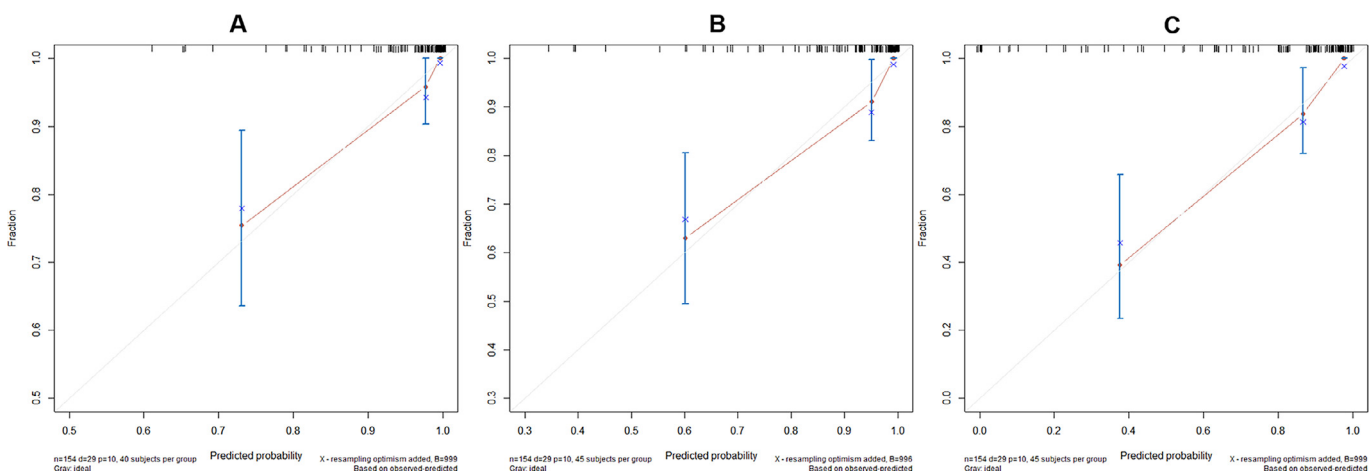 A
B
C
Fraction
1.0
0.9
0.8
0.7
0.6
0.5
0.5
0.6
0.7
0.8
0.9
1.0
Predicted probability
n=154 d=29 p=10, 40 subjects per group
Gray: ideal
X - resampling optimism added, B=999
Based on observed-predicted
Fraction
1.0
0.9
0.8
0.7
0.6
0.5
0.4
0.3
0.3
0.4
0.5
0.6
0.7
0.8
0.9
1.0
Predicted probability
n=154 d=29 p=10, 45 subjects per group
Gray: ideal
X - resampling optimism added, B=996
Based on observed-predicted
Fraction
1.0
0.8
0.6
0.4
0.2
0.0
0.0
0.2
0.4
0.6
0.8
1.0
Predicted probability
n=154 d=29 p=10, 45 subjects per group
Gray: ideal
X - resampling optimism added, B=999
Based on observed-predicted